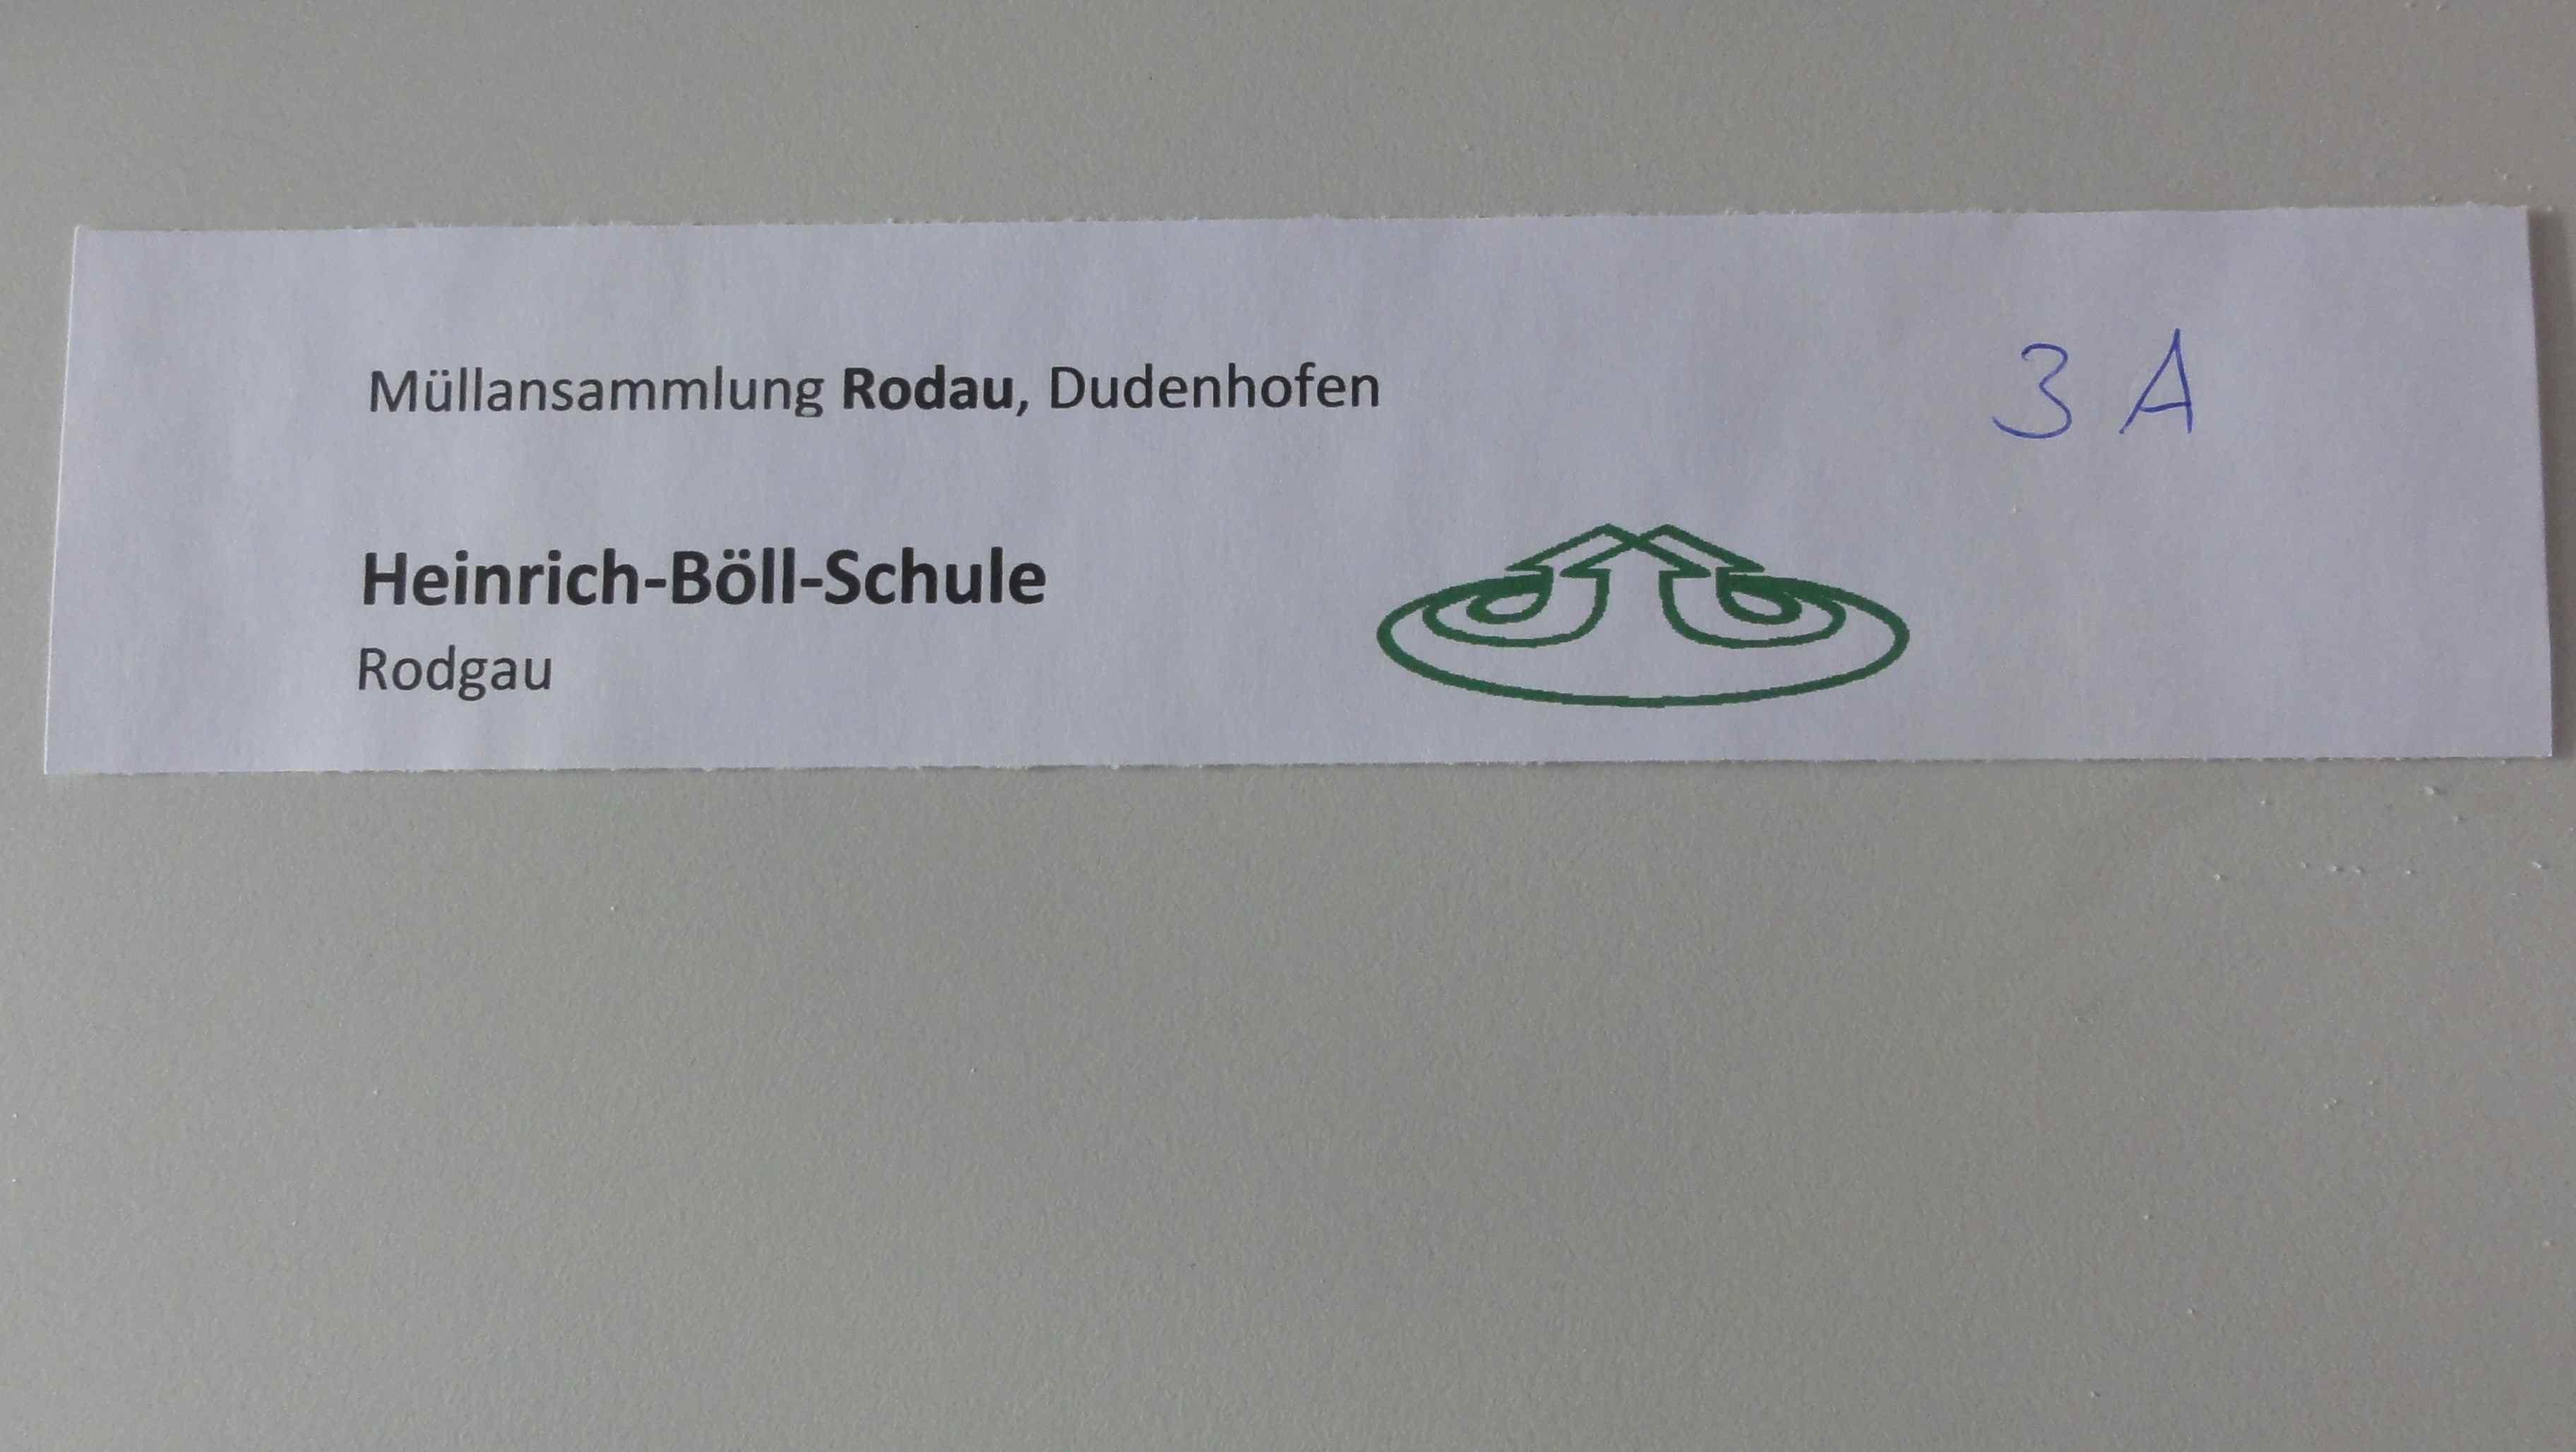 Müllansammlung Rodau, Dudenhofen 3 A
Heinrich-Böll-Schule
Rodgau